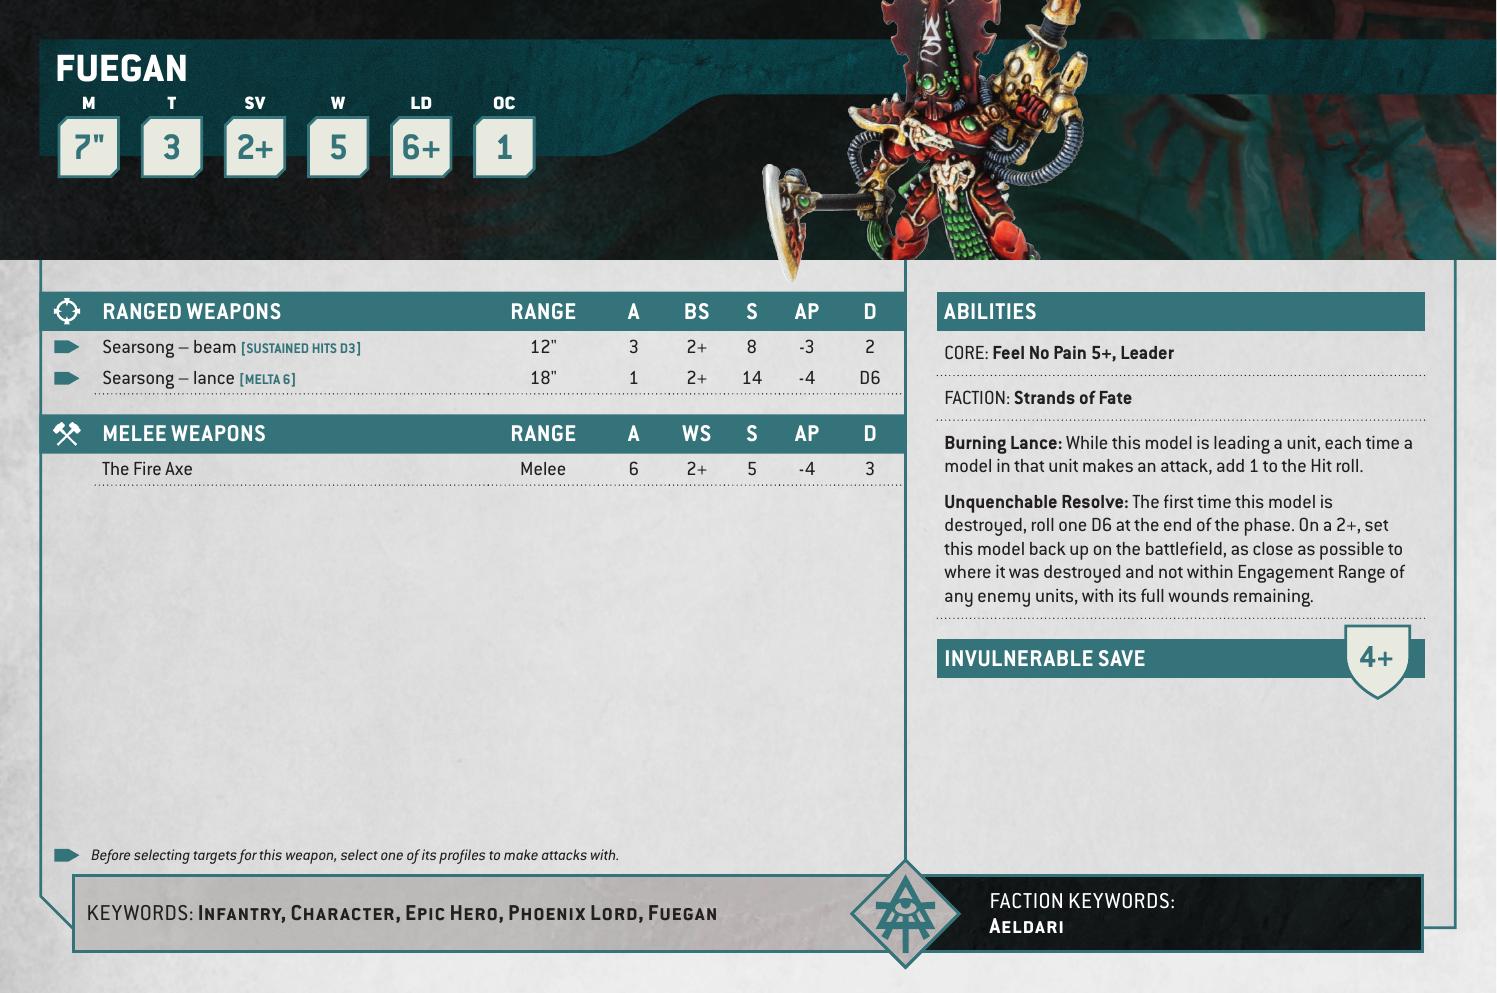 FUEGAN
M T SV W LD OC
7" 3 2+ 5 6+ 1
RANGED WEAPONS RANGE A BS S AP D
Searsong – beam [SUSTAINED HITS D3] 12" 3 2+ 8 -3 2
Searsong – lance [MELTA 6] 18" 1 2+ 14 -4 D6
MELEE WEAPONS RANGE A WS S AP D
The Fire Axe Melee 6 2+ 5 -4 3
Before selecting targets for this weapon, select one of its profiles to make attacks with.
ABILITIES
CORE: Feel No Pain 5+, Leader
FACTION: Strands of Fate
Burning Lance: While this model is leading a unit, each time a
model in that unit makes an attack, add 1 to the Hit roll.
Unquenchable Resolve: The first time this model is
destroyed, roll one D6 at the end of the phase. On a 2+, set
this model back up on the battlefield, as close as possible to
where it was destroyed and not within Engagement Range of
any enemy units, with its full wounds remaining.
INVULNERABLE SAVE 4+
KEYWORDS: INFANTRY, CHARACTER, EPIC HERO, PHOENIX LORD, FUEGAN
FACTION KEYWORDS:
AELDARI